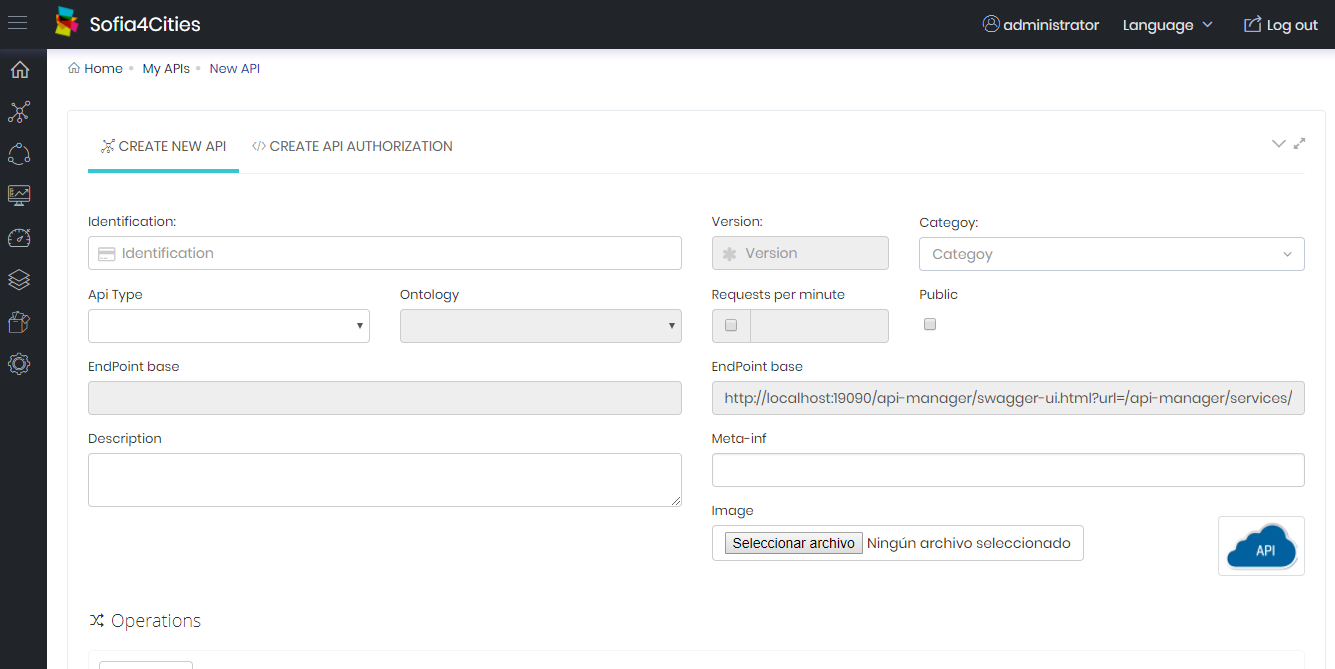 Sofia4Cities
administrator Language Log out
Home My APIs New API
CREATE NEW API </> CREATE API AUTHORIZATION
Identification: Version: Categoy:
Identification Version Categoy
Api Type Ontology Requests per minute Public
EndPoint base EndPoint base
http://localhost:19090/api-manager/swagger-ui.html?url=/api-manager/services/
Description Meta-inf
Image
Seleccionar archivo Ningún archivo seleccionado
API
Operations